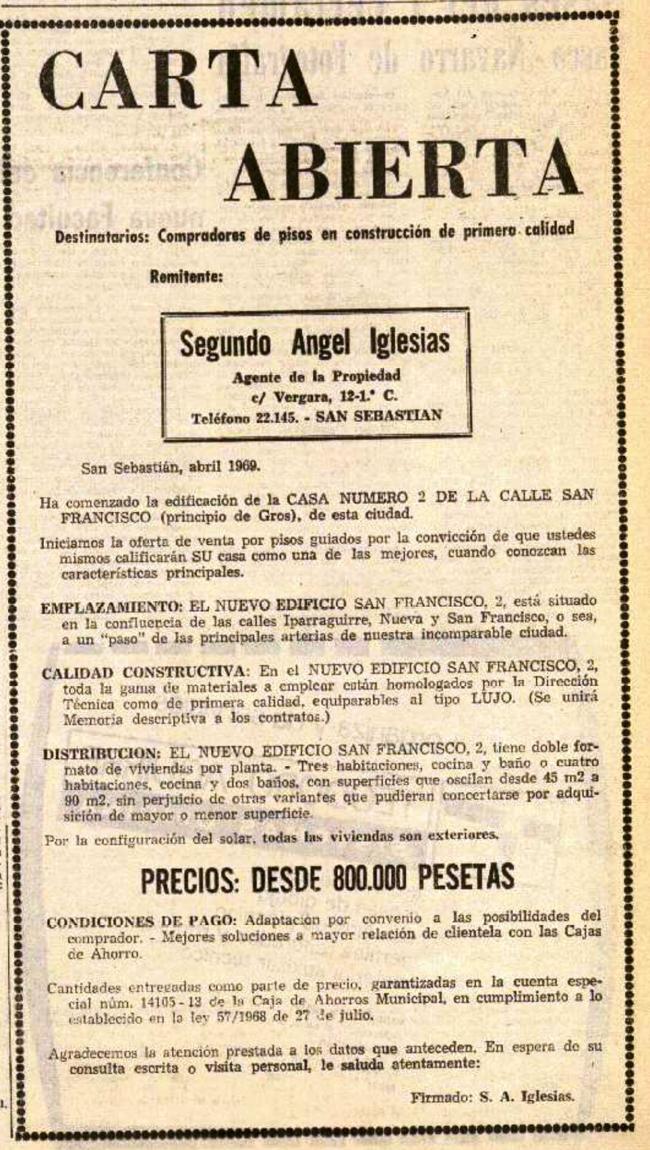 CARTA
ABIERTA
Destinatarios: Compradores de pisos en construcción de primera calidad
Remitente:
Segundo Angel Iglesias
Agente de la Propiedad
c/ Vergara, 12-1.º C.
Teléfono 22.145. - SAN SEBASTIAN
San Sebastián, abril 1969.
Ha comenzado la edificación de la CASA NUMERO 2 DE LA CALLE SAN
FRANCISCO (principio de Gros), de esta ciudad.
Iniciamos la oferta de venta por pisos guiados por la convicción de que ustedes
mismos calificarán SU casa como una de las mejores, cuando conozcan las
características principales.
EMPLAZAMIENTO: EL NUEVO EDIFICIO SAN FRANCISCO, 2, está situado
en la confluencia de las calles Iparraguirre, Nueva y San Francisco, o sea,
a un "paso" de las principales arterias de nuestra incomparable ciudad.
CALIDAD CONSTRUCTIVA: En el NUEVO EDIFICIO SAN FRANCISCO, 2,
toda la gama de materiales a emplear están homologados por la Dirección
Técnica como de primera calidad, equiparables al tipo LUJO. (Se unirá
Memoria descriptiva a los contratos.)
DISTRIBUCION: EL NUEVO EDIFICIO SAN FRANCISCO, 2, tiene doble for-
mato de viviendas por planta. - Tres habitaciones, cocina y baño o cuatro
habitaciones, cocina y dos baños, con superficies que oscilan desde 45 m2 a
90 m2, sin perjuicio de otras variantes que pudieran concertarse por adqui-
sición de mayor o menor superficie.
Por la configuración del solar, todas las viviendas son exteriores.
PRECIOS: DESDE 800.000 PESETAS
CONDICIONES DE PAGO: Adaptación por convenio a las posibilidades del
comprador. - Mejores soluciones a mayor relación de clientela con las Cajas
de Ahorro.
Cantidades entregadas como parte de precio, garantizadas en la cuenta espe-
cial núm. 14105-13 de la Caja de Ahorros Municipal, en cumplimiento a lo
establecido en la ley 57/1968 de 27 de julio.
Agradecemos la atención prestada a los datos que anteceden. En espera de su
consulta escrita o visita personal, le saluda atentamente:
Firmado: S. A. Iglesias.